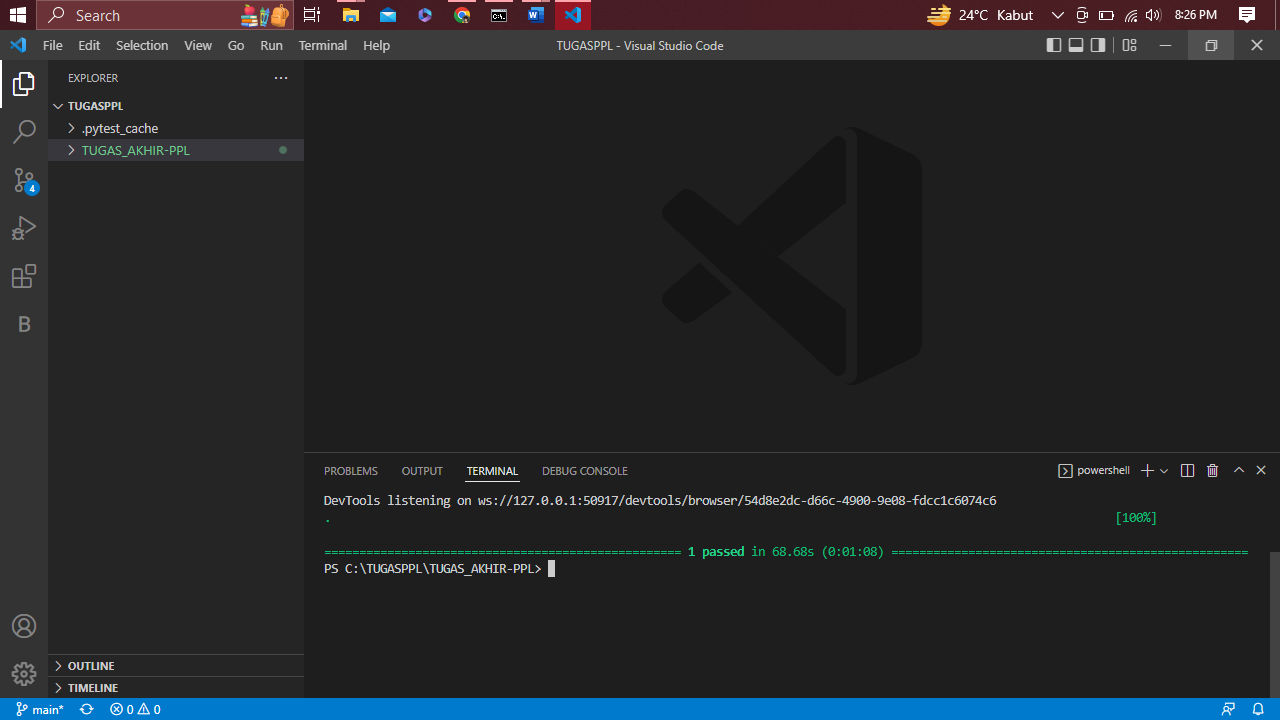 Search
24°C Kabut
8:26 PM
File Edit Selection View Go Run Terminal Help
TUGASPPL - Visual Studio Code
EXPLORER
TUGASPPL
.pytest_cache
TUGAS_AKHIR-PPL
4
B
PROBLEMS OUTPUT TERMINAL DEBUG CONSOLE
powershell
DevTools listening on ws://127.0.0.1:50917/devtools/browser/54d8e2dc-d66c-4900-9e08-fdcc1c6074c6
. [100%]
=================================================== 1 passed in 68.68s (0:01:08) ===================================================
PS C:\TUGASPPL\TUGAS_AKHIR-PPL>
OUTLINE
TIMELINE
main* 0 0